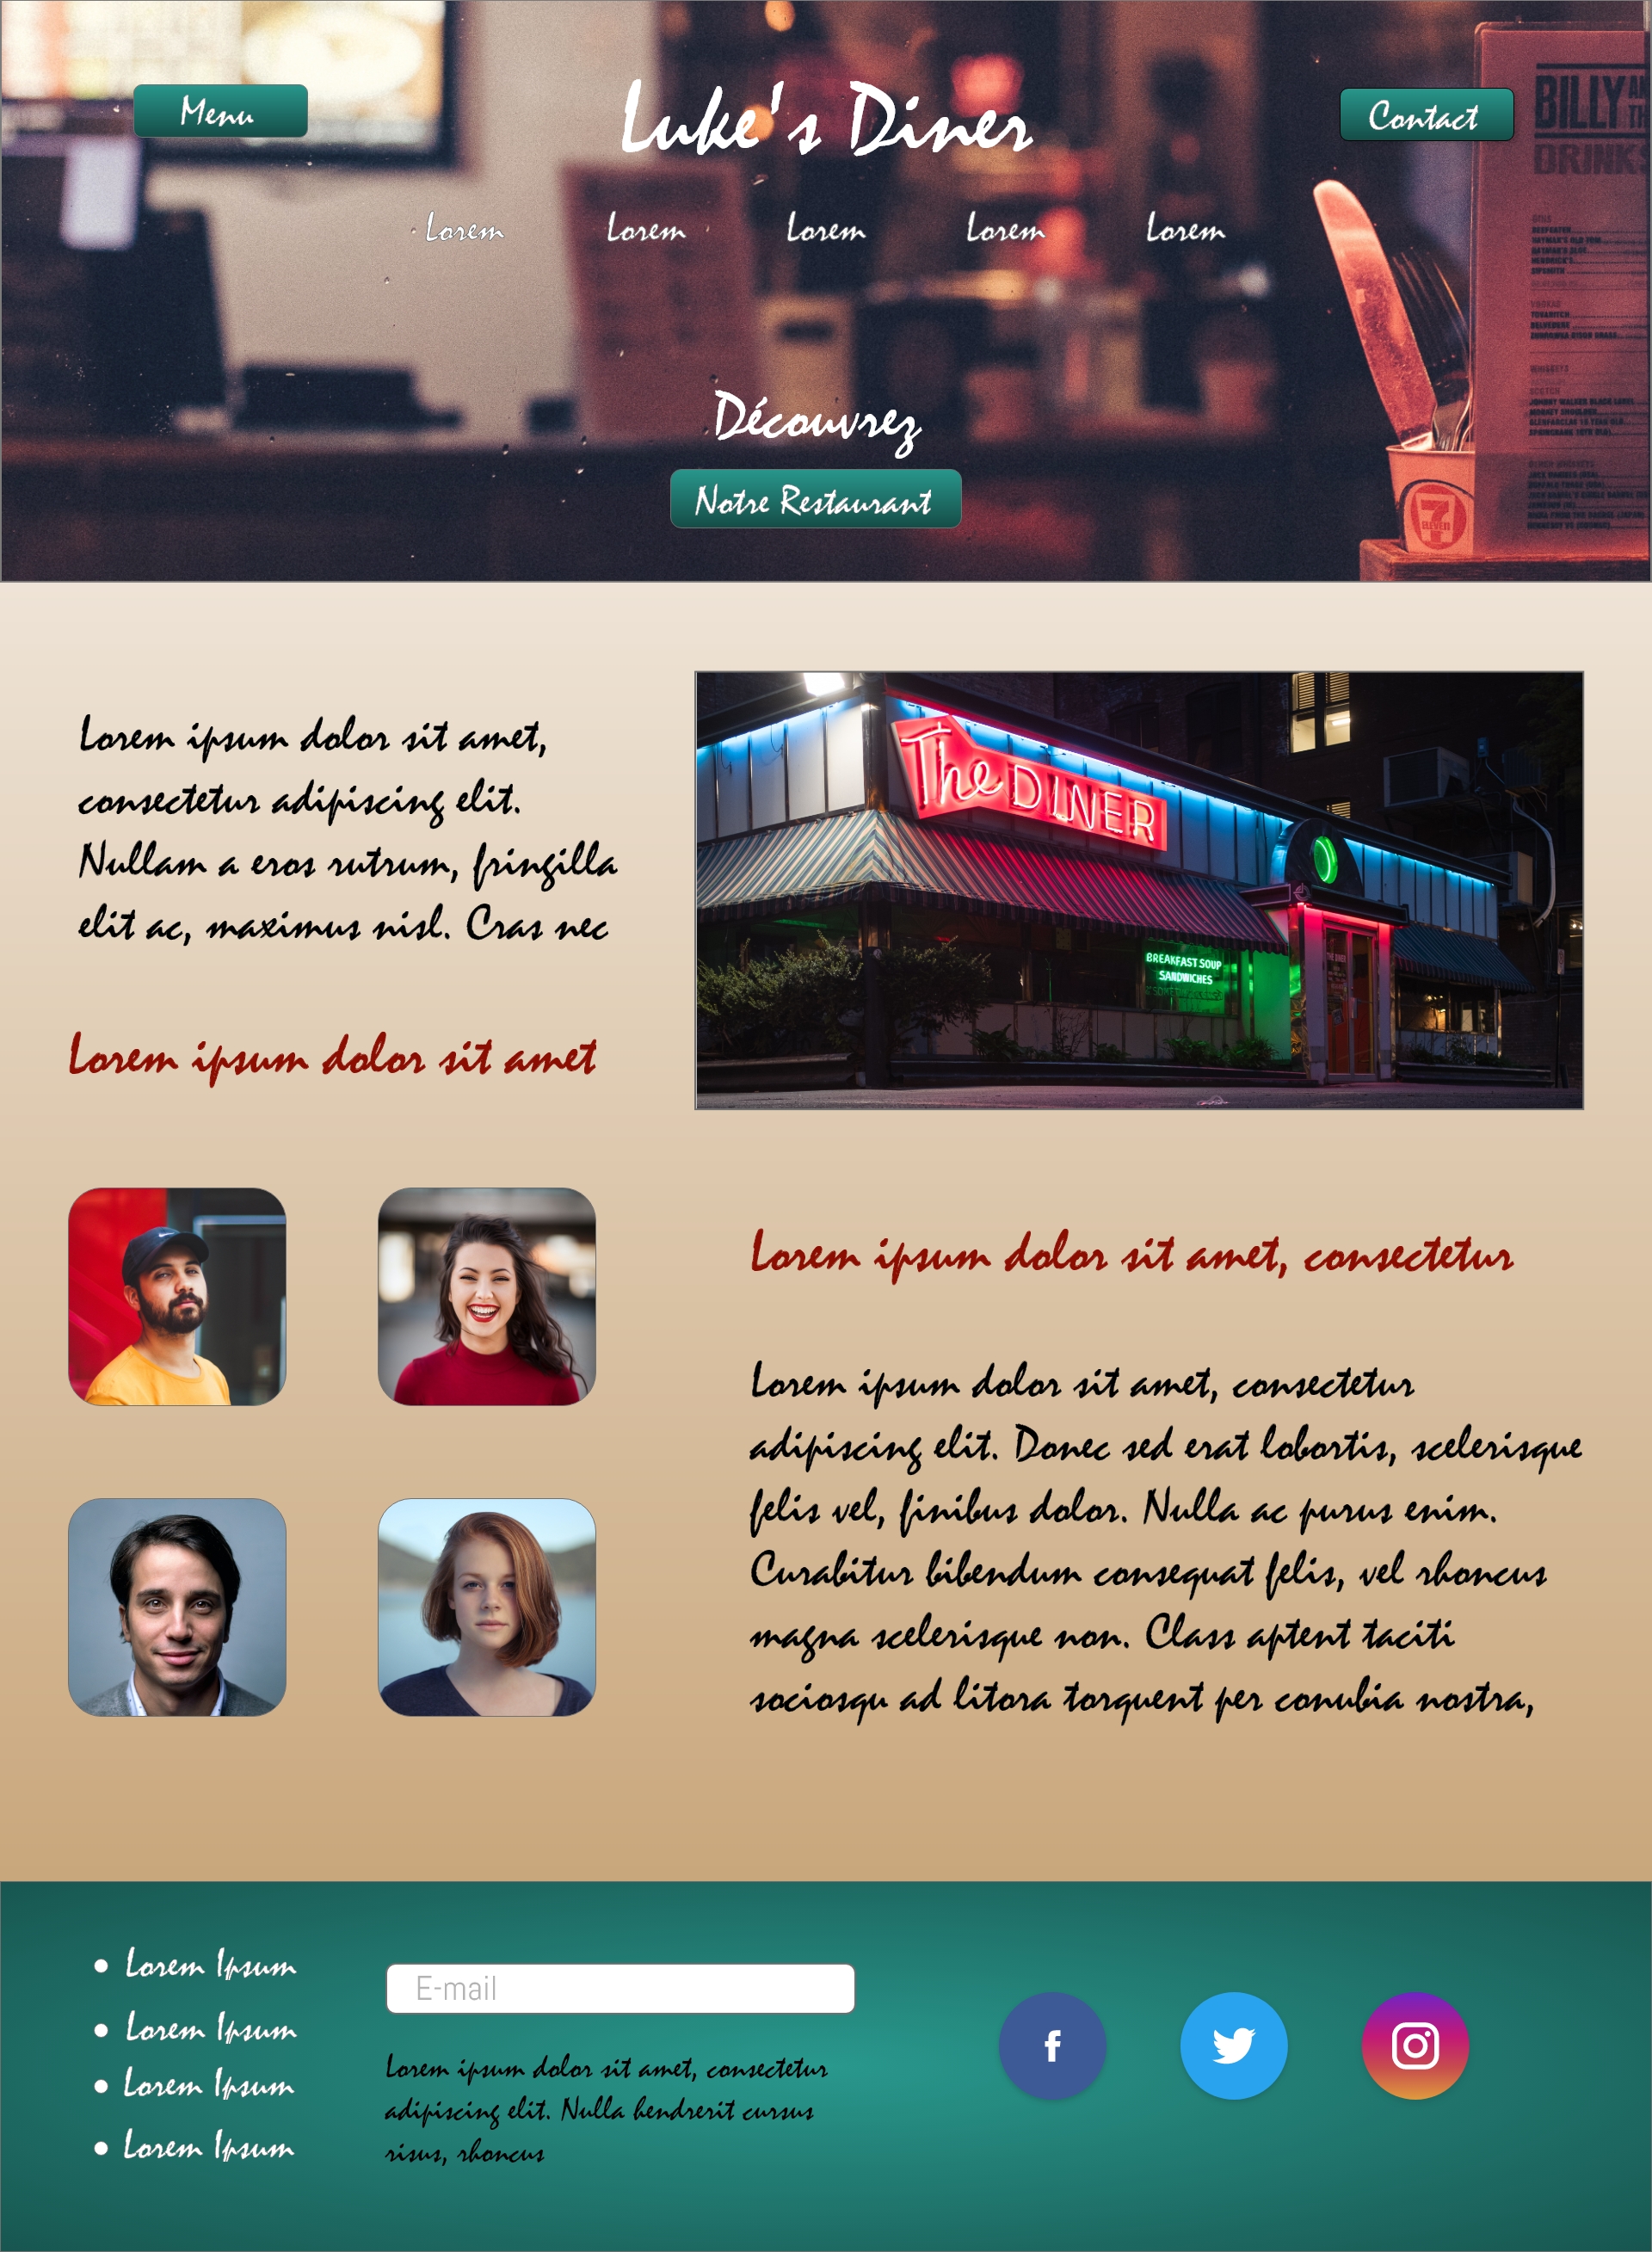 Menu
Luke's Diner
Contact
Lorem Lorem Lorem Lorem Lorem
BILLY
DRINKS
Découvrez
Notre Restaurant
7
ELEVEN
Lorem ipsum dolor sit amet,
consectetur adipiscing elit.
Nullam a eros rutrum, fringilla
elit ac, maximus nisl. Cras nec
The DINER
BREAKFAST SOUP
SANDWICHES
Lorem ipsum dolor sit amet
Lorem ipsum dolor sit amet, consectetur
Lorem ipsum dolor sit amet, consectetur
adipiscing elit. Donec sed erat lobortis, scelerisque
felis vel, finibus dolor. Nulla ac purus enim.
Curabitur bibendum consequat felis, vel rhoncus
magna scelerisque non. Class aptent taciti
sociosqu ad litora torquent per conubia nostra,
Lorem Ipsum
Lorem Ipsum
Lorem Ipsum
Lorem Ipsum
E-mail
Lorem ipsum dolor sit amet, consectetur
adipiscing elit. Nulla hendrerit cursus
risus, rhoncus
f